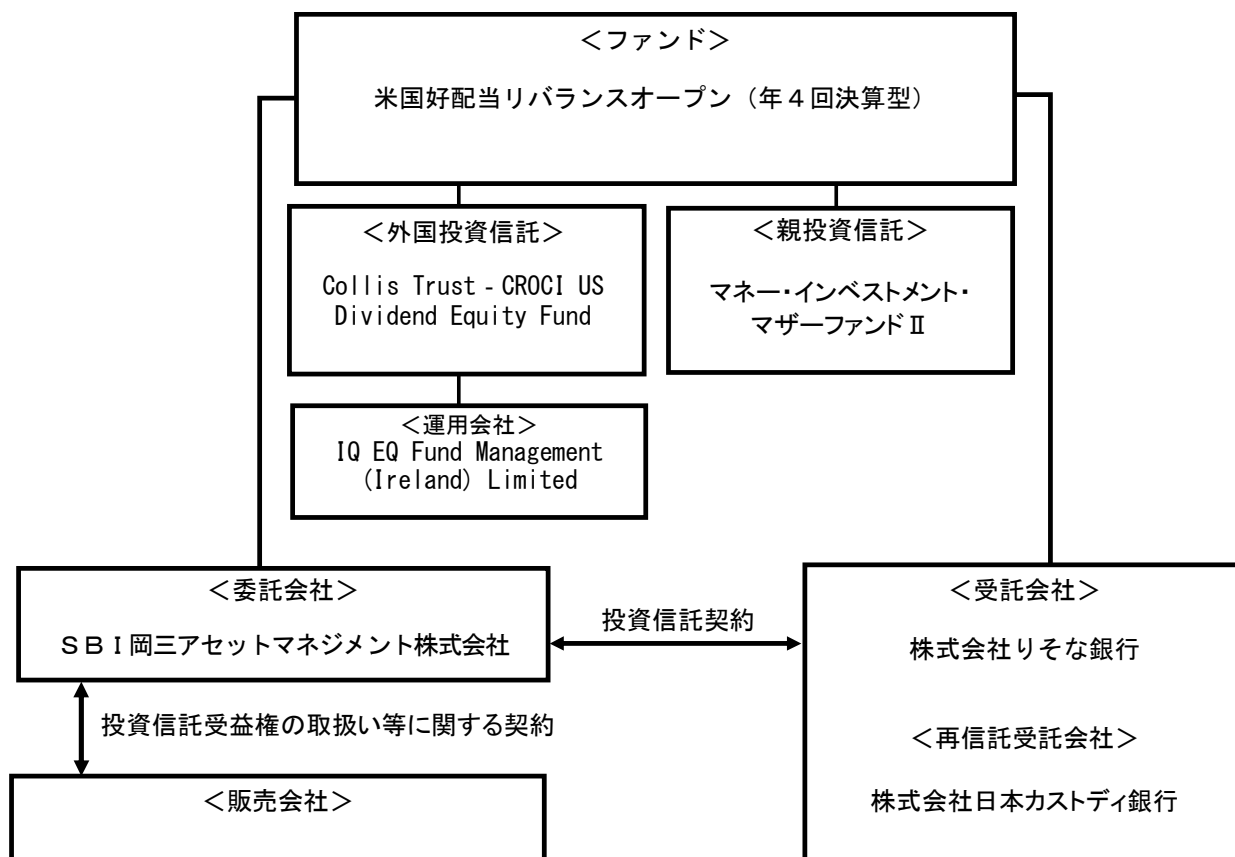 ＜ファンド＞
米国好配当リバランスオープン（年４回決算型）
＜外国投資信託＞
Collis Trust‐CROCI US
Dividend Equity Fund
＜親投資信託＞
マネー・インベストメント・
マザーファンドⅡ
＜運用会社＞
IQ EQ Fund Management
(Ireland) Limited
＜委託会社＞
ＳＢＩ岡三アセットマネジメント株式会社
投資信託契約
＜受託会社＞
株式会社りそな銀行
＜再信託受託会社＞
株式会社日本カストディ銀行
投資信託受益権の取扱い等に関する契約
＜販売会社＞